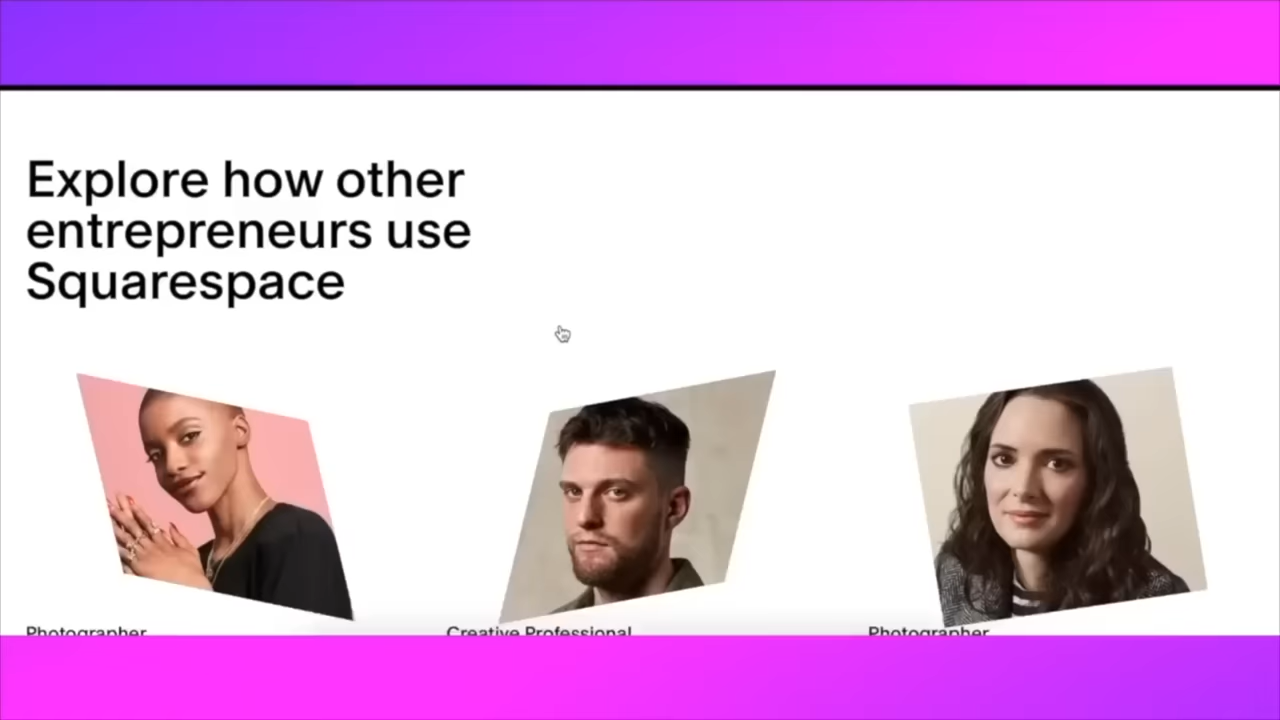 Explore how other
entrepreneurs use
Squarespace
Photographer
Creative Professional
Photographer